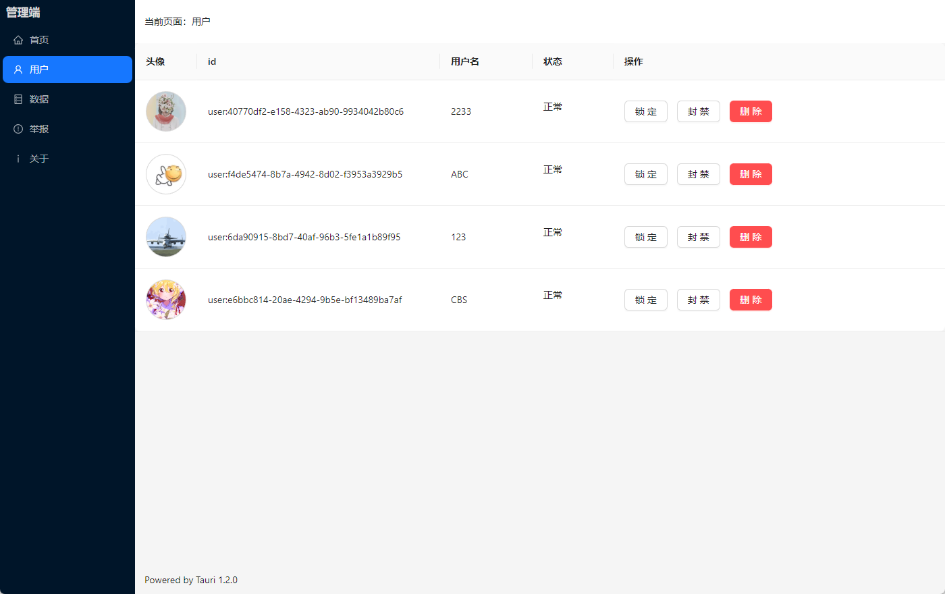 管理端
首页
用户
数据
举报
关于
当前页面：用户
头像 id 用户名 状态 操作
user:40770df2-e158-4323-ab90-9934042b80c6 2233 正常 锁定 封禁 删除
user:f4de5474-8b7a-4942-8d02-f3953a3929b5 ABC 正常 锁定 封禁 删除
user:6da90915-8bd7-40af-96b3-5fe1a1b89f95 123 正常 锁定 封禁 删除
user:e6bbc814-20ae-4294-9b5e-bf13489ba7af CBS 正常 锁定 封禁 删除
Powered by Tauri 1.2.0